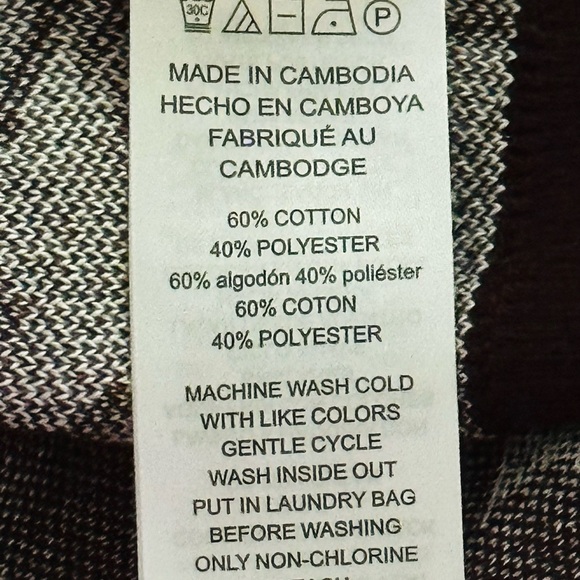 30C P
MADE IN CAMBODIA
HECHO EN CAMBOYA
FABRIQUÉ AU
CAMBODGE
60% COTTON
40% POLYESTER
60% algodón 40% poliéster
60% COTON
40% POLYESTER
MACHINE WASH COLD
WITH LIKE COLORS
GENTLE CYCLE
WASH INSIDE OUT
PUT IN LAUNDRY BAG
BEFORE WASHING
ONLY NON-CHLORINE